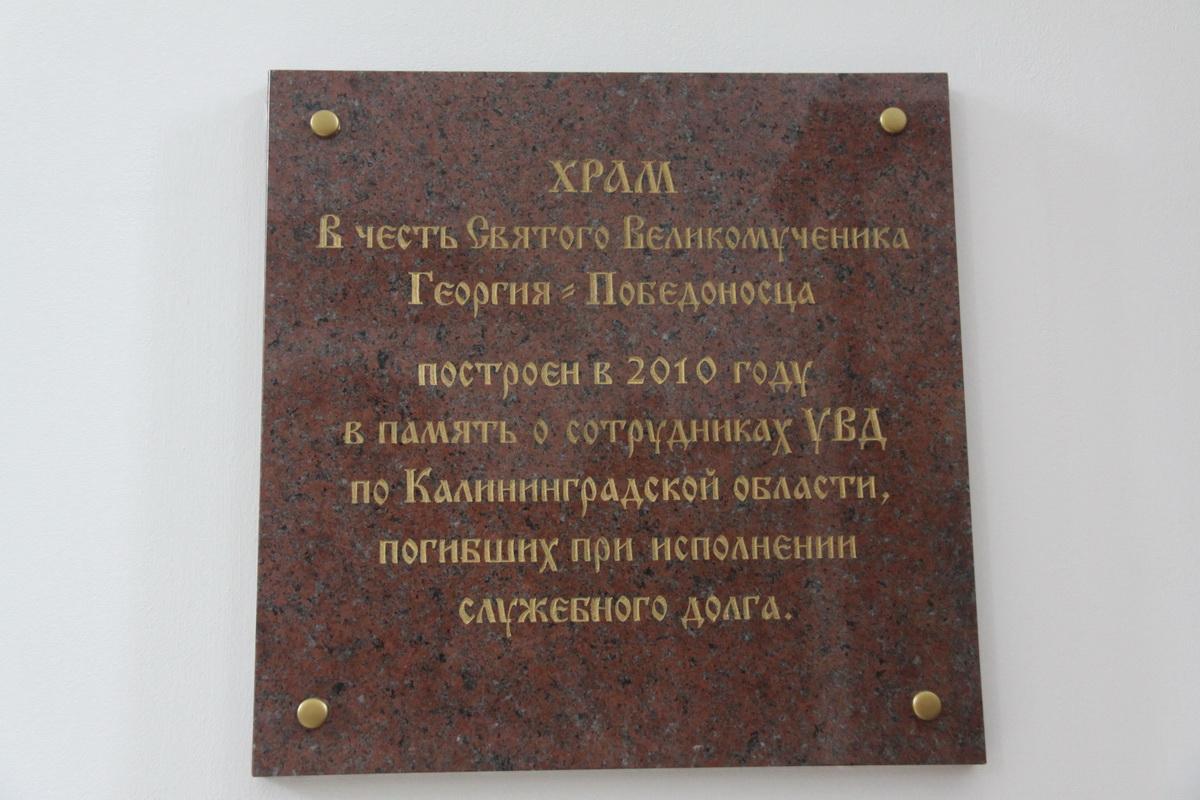 ХРАМ
В честь Святого Великомученика
Георгия - Победоносца
построен в 2010 году
в память о сотрудниках УВД
по Калининградской области,
погибших при исполнении
служебного долга.